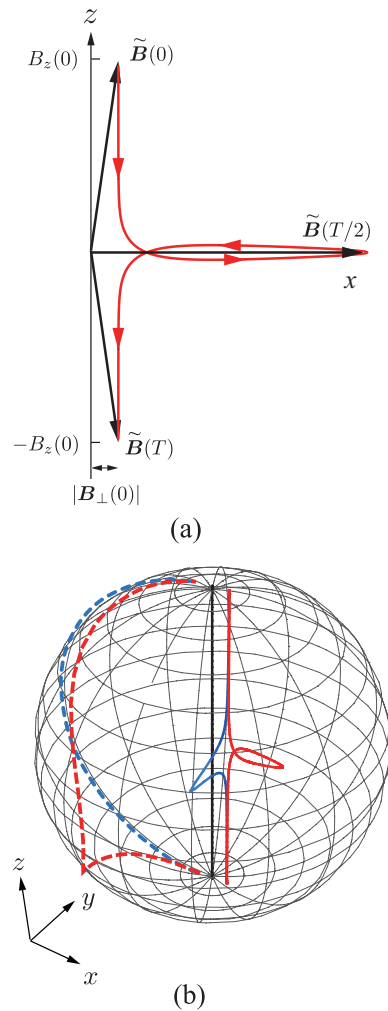 z
B_z(0)
B̃(0)
B̃(T/2)
x
−B_z(0)
B̃(T)
|B_⊥(0)|
(a)
z
y
x
(b)